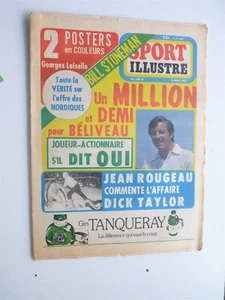 2 POSTERS
en COULEURS
Georges Loiselle
BILL STONEMAN
SPORT
ILLUSTRÉ
Toute la
VÉRITÉ sur
l'offre des
NORDIQUES
Un MILLION
et DEMI
pour BÉLIVEAU
JOUEUR-ACTIONNAIRE
S'IL DIT OUI
JEAN ROUGEAU
COMMENTE L'AFFAIRE
DICK TAYLOR
Gin TANQUERAY
La différence qui vaut le coup.